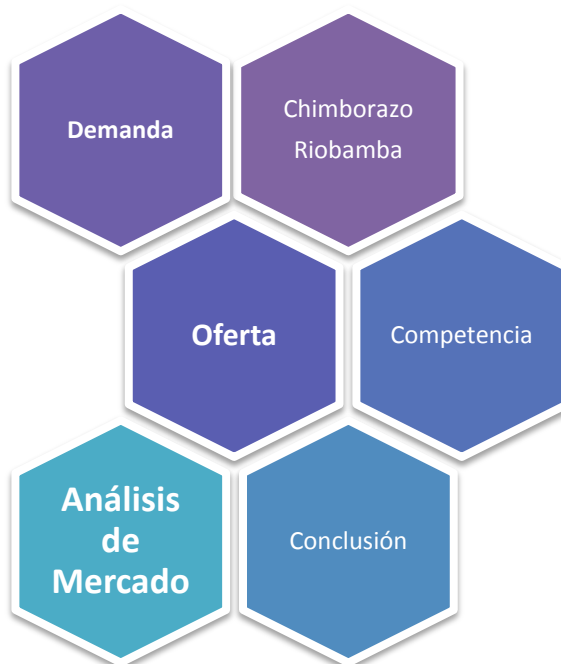 Demanda
Chimborazo
Riobamba
Oferta
Competencia
Análisis
de
Mercado
Conclusión